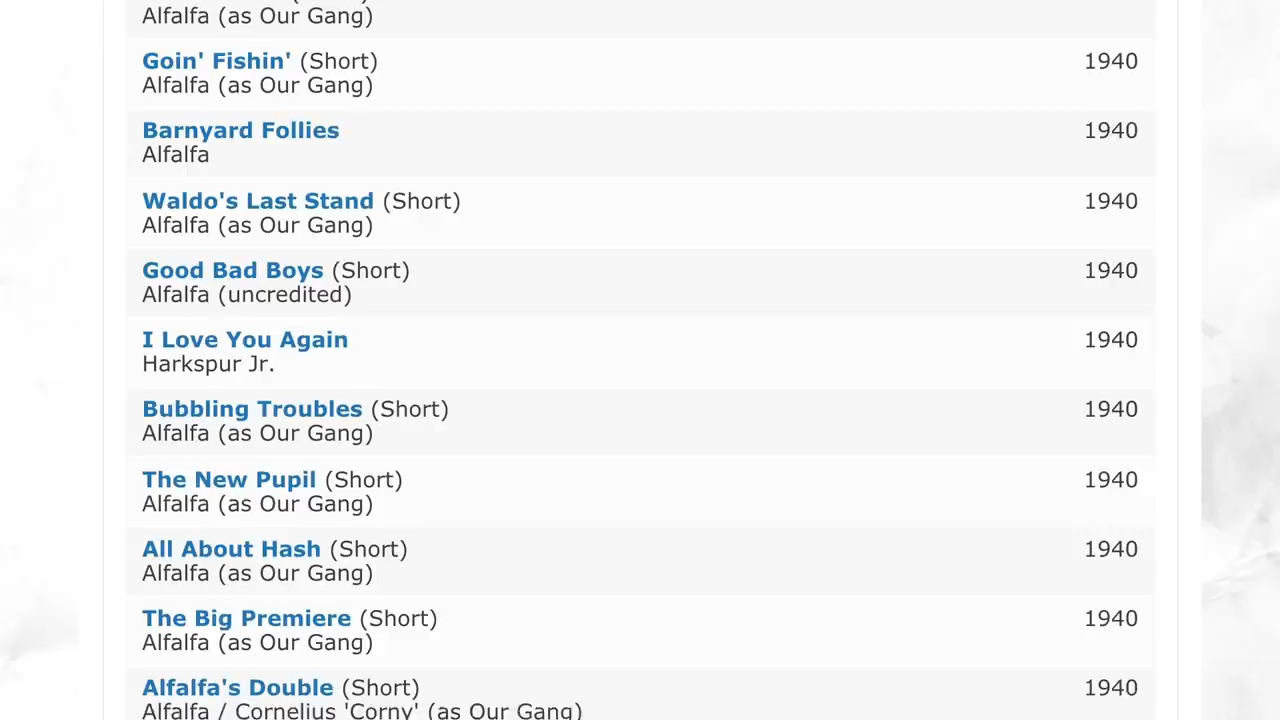 Alfalfa (as Our Gang)
Goin' Fishin' (Short) 1940
Alfalfa (as Our Gang)
Barnyard Follies 1940
Alfalfa
Waldo's Last Stand (Short) 1940
Alfalfa (as Our Gang)
Good Bad Boys (Short) 1940
Alfalfa (uncredited)
I Love You Again 1940
Harkspur Jr.
Bubbling Troubles (Short) 1940
Alfalfa (as Our Gang)
The New Pupil (Short) 1940
Alfalfa (as Our Gang)
All About Hash (Short) 1940
Alfalfa (as Our Gang)
The Big Premiere (Short) 1940
Alfalfa (as Our Gang)
Alfalfa's Double (Short) 1940
Alfalfa / Cornelius 'Corny' (as Our Gang)